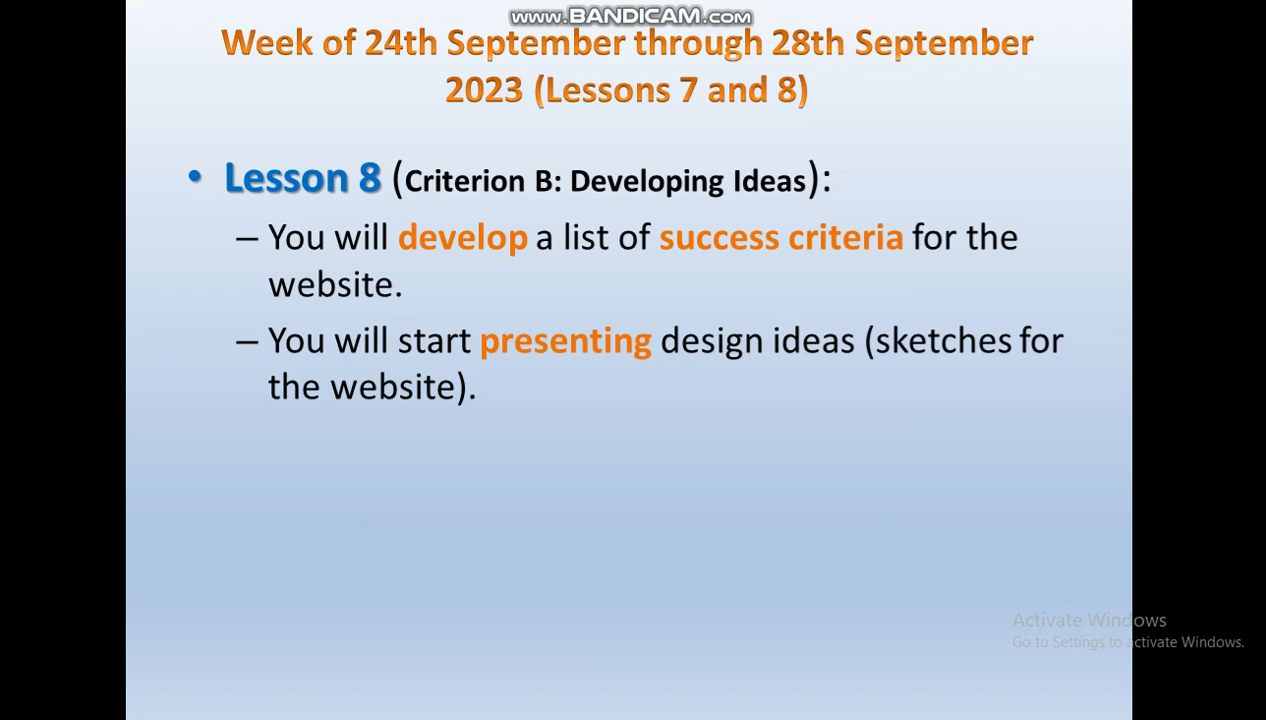 www.BANDICAM.com
Week of 24th September through 28th September
2023 (Lessons 7 and 8)
• Lesson 8 (Criterion B: Developing Ideas):
– You will develop a list of success criteria for the
website.
– You will start presenting design ideas (sketches for
the website).
Activate Windows
Go to Settings to activate Windows.